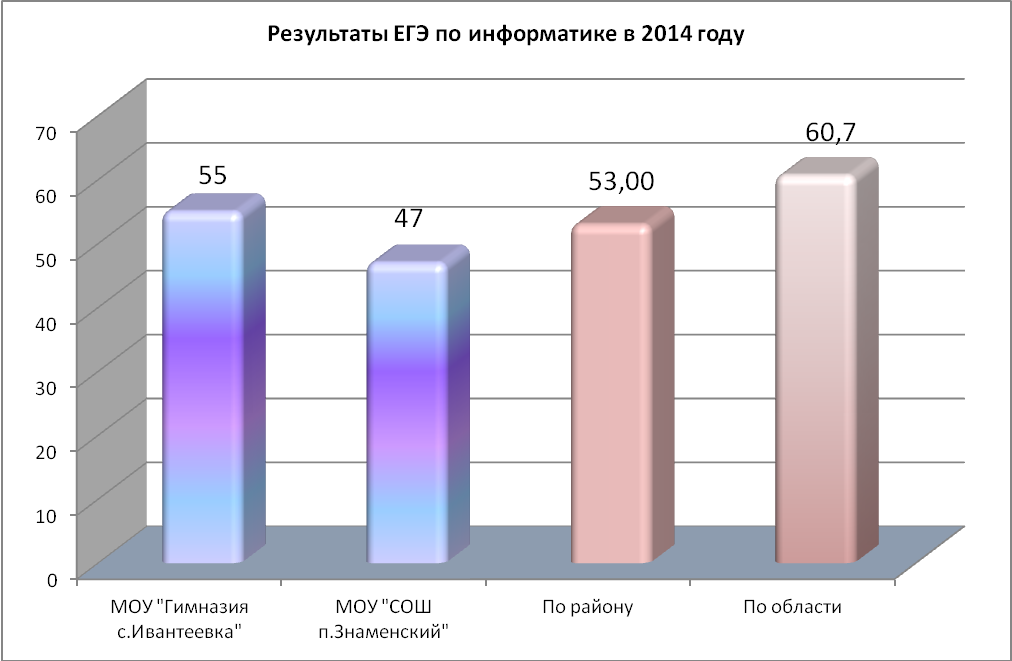 Результаты ЕГЭ по информатике в 2014 году
70
60
50
40
30
20
10
0
55
47
53,00
60,7
МОУ "Гимназия
с.Ивантеевка"
МОУ "СОШ
п.Знаменский"
По району
По области